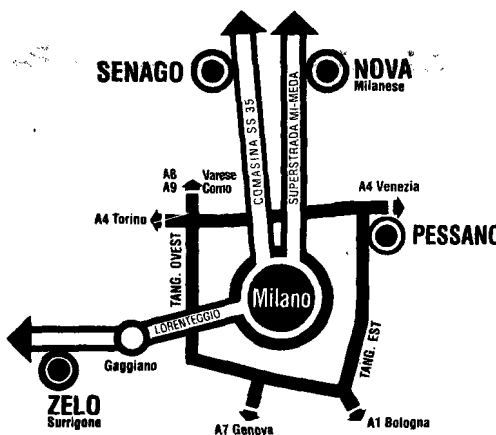 SENAGO
NOVA
Milanese
COMASINA SS 35
SUPERSTRADA MI-MEDA
A8 Varese
A9 Como
A4 Venezia
A4 Torino
PESSANO
TANG. OVEST
Milano
LORENTEGGIO
TANG. EST
Gaggiano
ZELO
Surrigone
A7 Genova
A1 Bologna